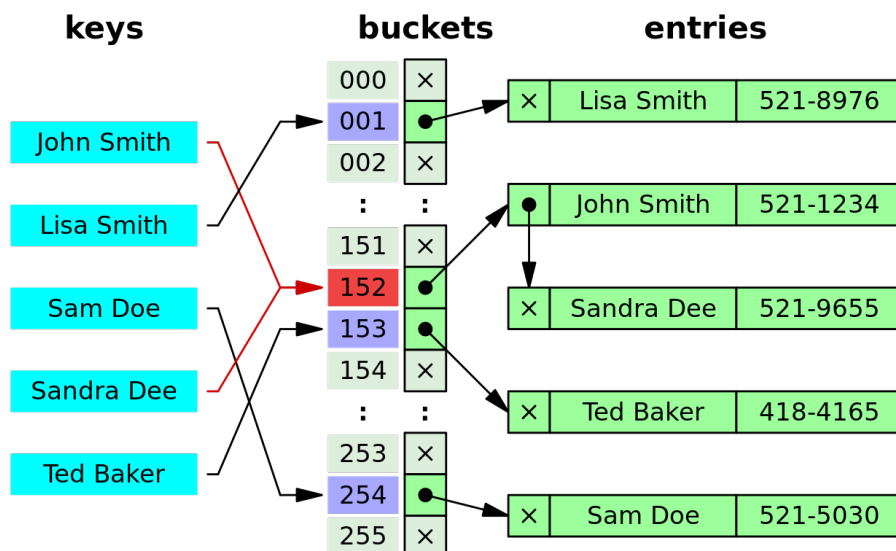 keys buckets entries
000 ×
× Lisa Smith 521-8976
001
John Smith
002 ×
: :
× John Smith 521-1234
Lisa Smith
151 ×
152
Sam Doe
× Sandra Dee 521-9655
153
154 ×
Sandra Dee
: :
× Ted Baker 418-4165
253 ×
Ted Baker
254
× Sam Doe 521-5030
255 ×